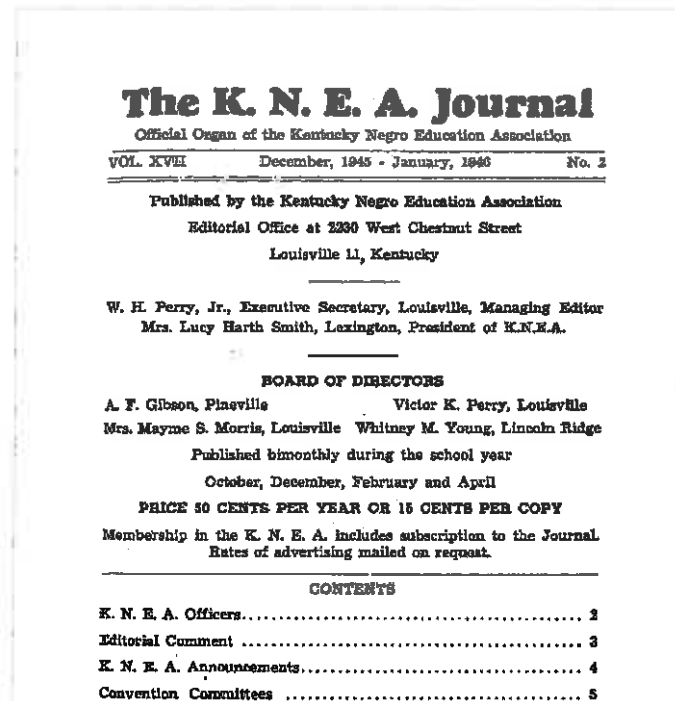 The K. N. E. A. Journal
Official Organ of the Kentucky Negro Education Association
VOL. XVII December, 1945 - January, 1946 No. 2
Published by the Kentucky Negro Education Association
Editorial Office at 2230 West Chestnut Street
Louisville 11, Kentucky
W. H. Perry, Jr., Executive Secretary, Louisville, Managing Editor
Mrs. Lucy Harth Smith, Lexington, President of K.N.E.A.
BOARD OF DIRECTORS
A. F. Gibson, Pineville Victor K. Perry, Louisville
Mrs. Mayme S. Morris, Louisville Whitney M. Young, Lincoln Ridge
Published bimonthly during the school year
October, December, February and April
PRICE 50 CENTS PER YEAR OR 15 CENTS PER COPY
Membership in the K. N. E. A. includes subscription to the Journal.
Rates of advertising mailed on request.
CONTENTS
K. N. E. A. Officers 2
Editorial Comment 3
K. N. E. A. Announcements 4
Convention Committees 5